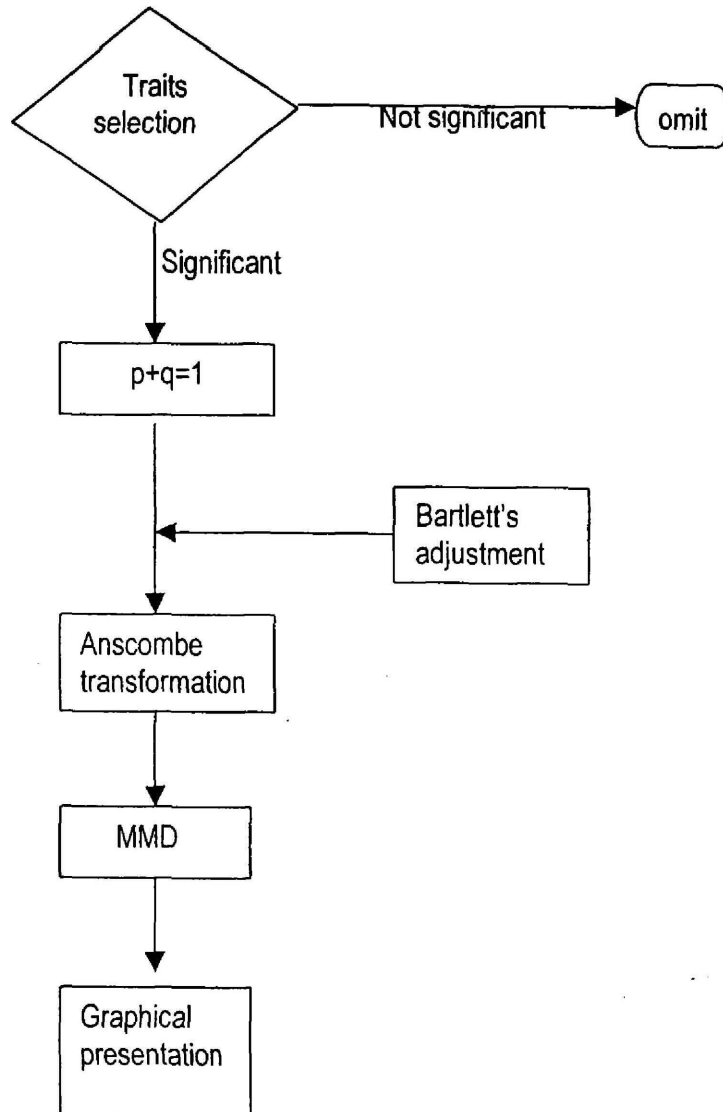 Traits
selection
Not significant
omit
Significant
p+q=1
Bartlett's
adjustment
Anscombe
transformation
MMD
Graphical
presentation